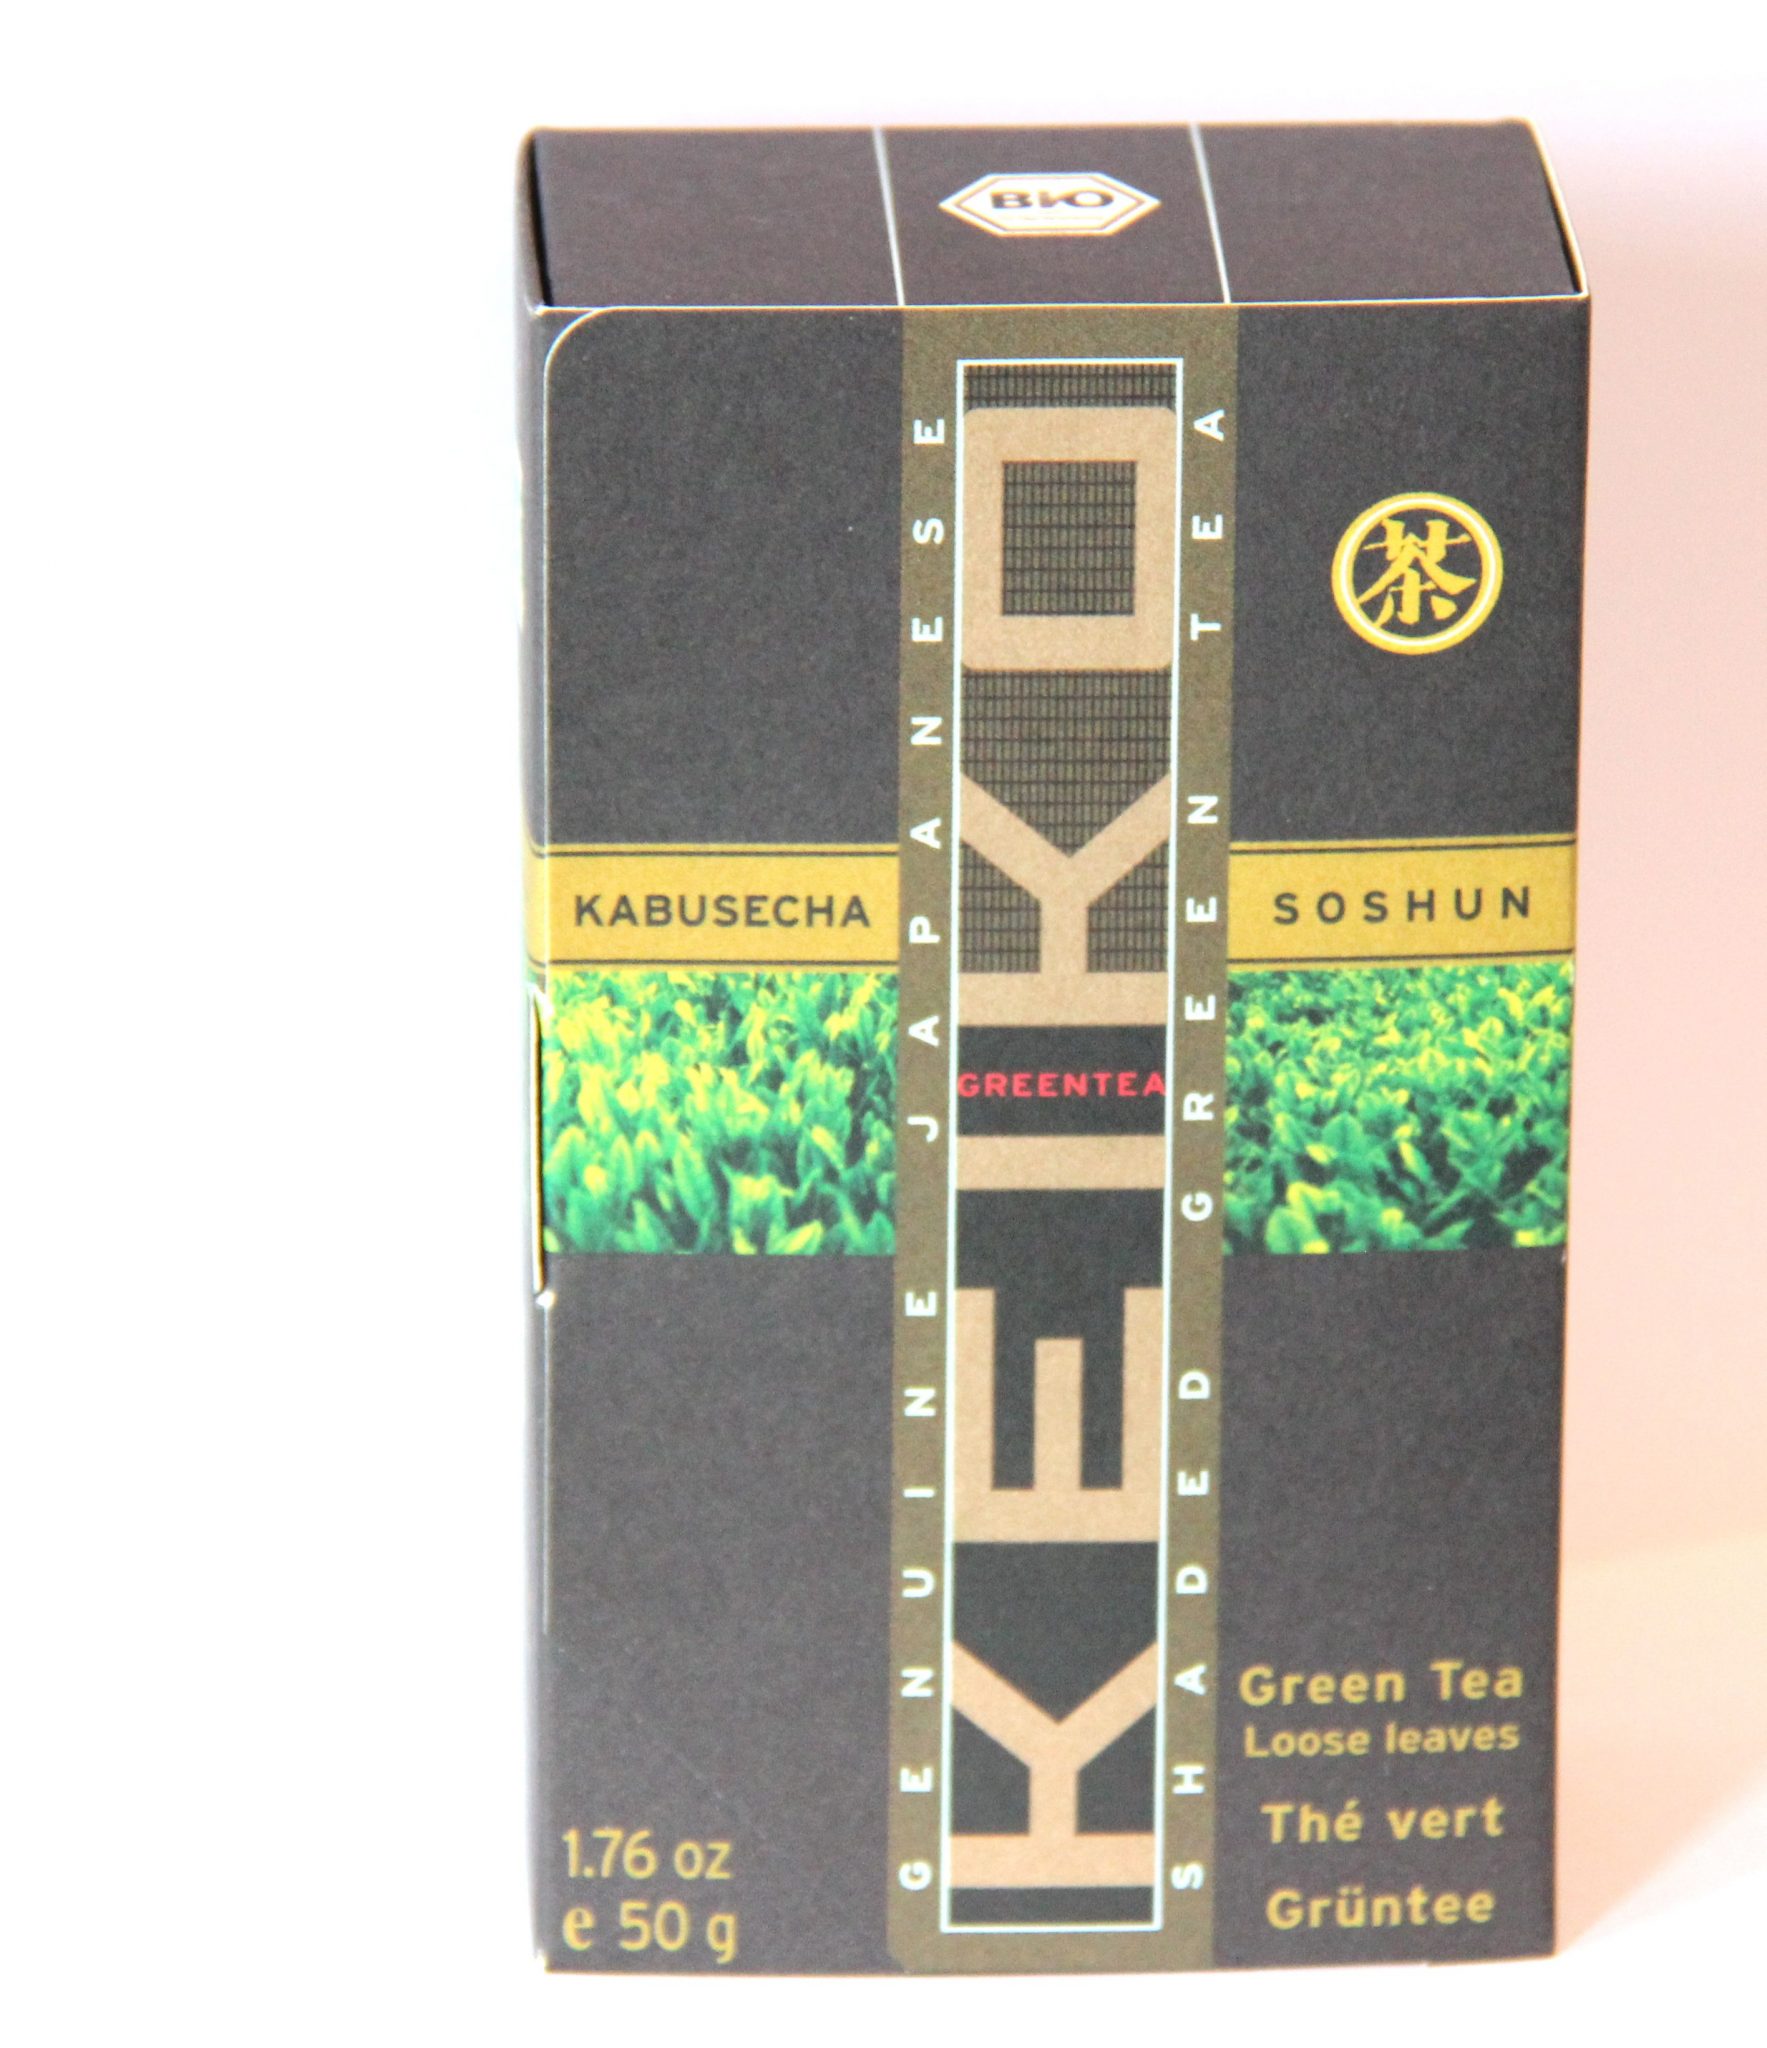 BIO
GENUINE JAPANESE
KEIKO
GREENTEA
SHADED GREEN TEA
茶
KABUSECHA
SOSHUN
Green Tea
Loose leaves
Thé vert
Grüntee
1.76 oz
e 50 g